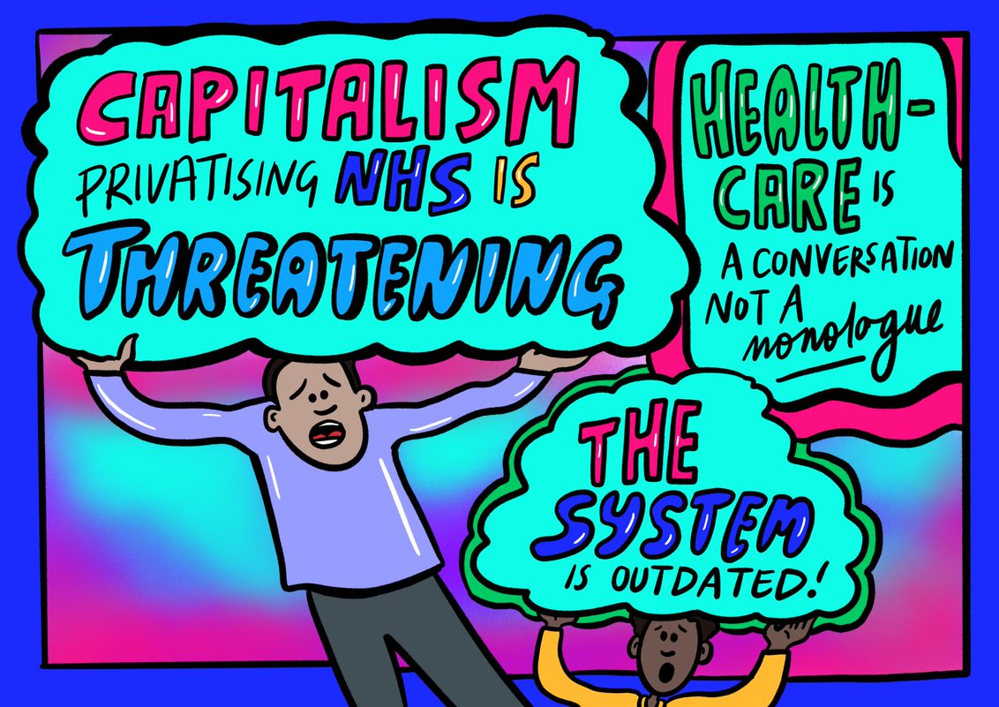 CAPITALISM
PRIVATISING NHS IS
THREATENING
HEALTH-
CARE IS
A CONVERSATION
NOT A
monologue
THE
SYSTEM
IS OUTDATED!